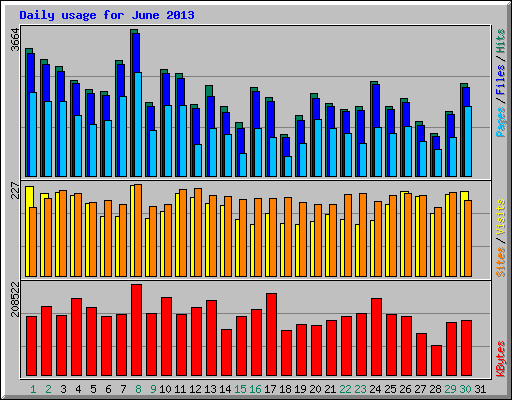 Daily usage for June 2013
3664
Pages / Files / Hits
227
Sites / Visits
208522
KBytes
1 2 3 4 5 6 7 8 9 10 11 12 13 14 15 16 17 18 19 20 21 22 23 24 25 26 27 28 29 30 31